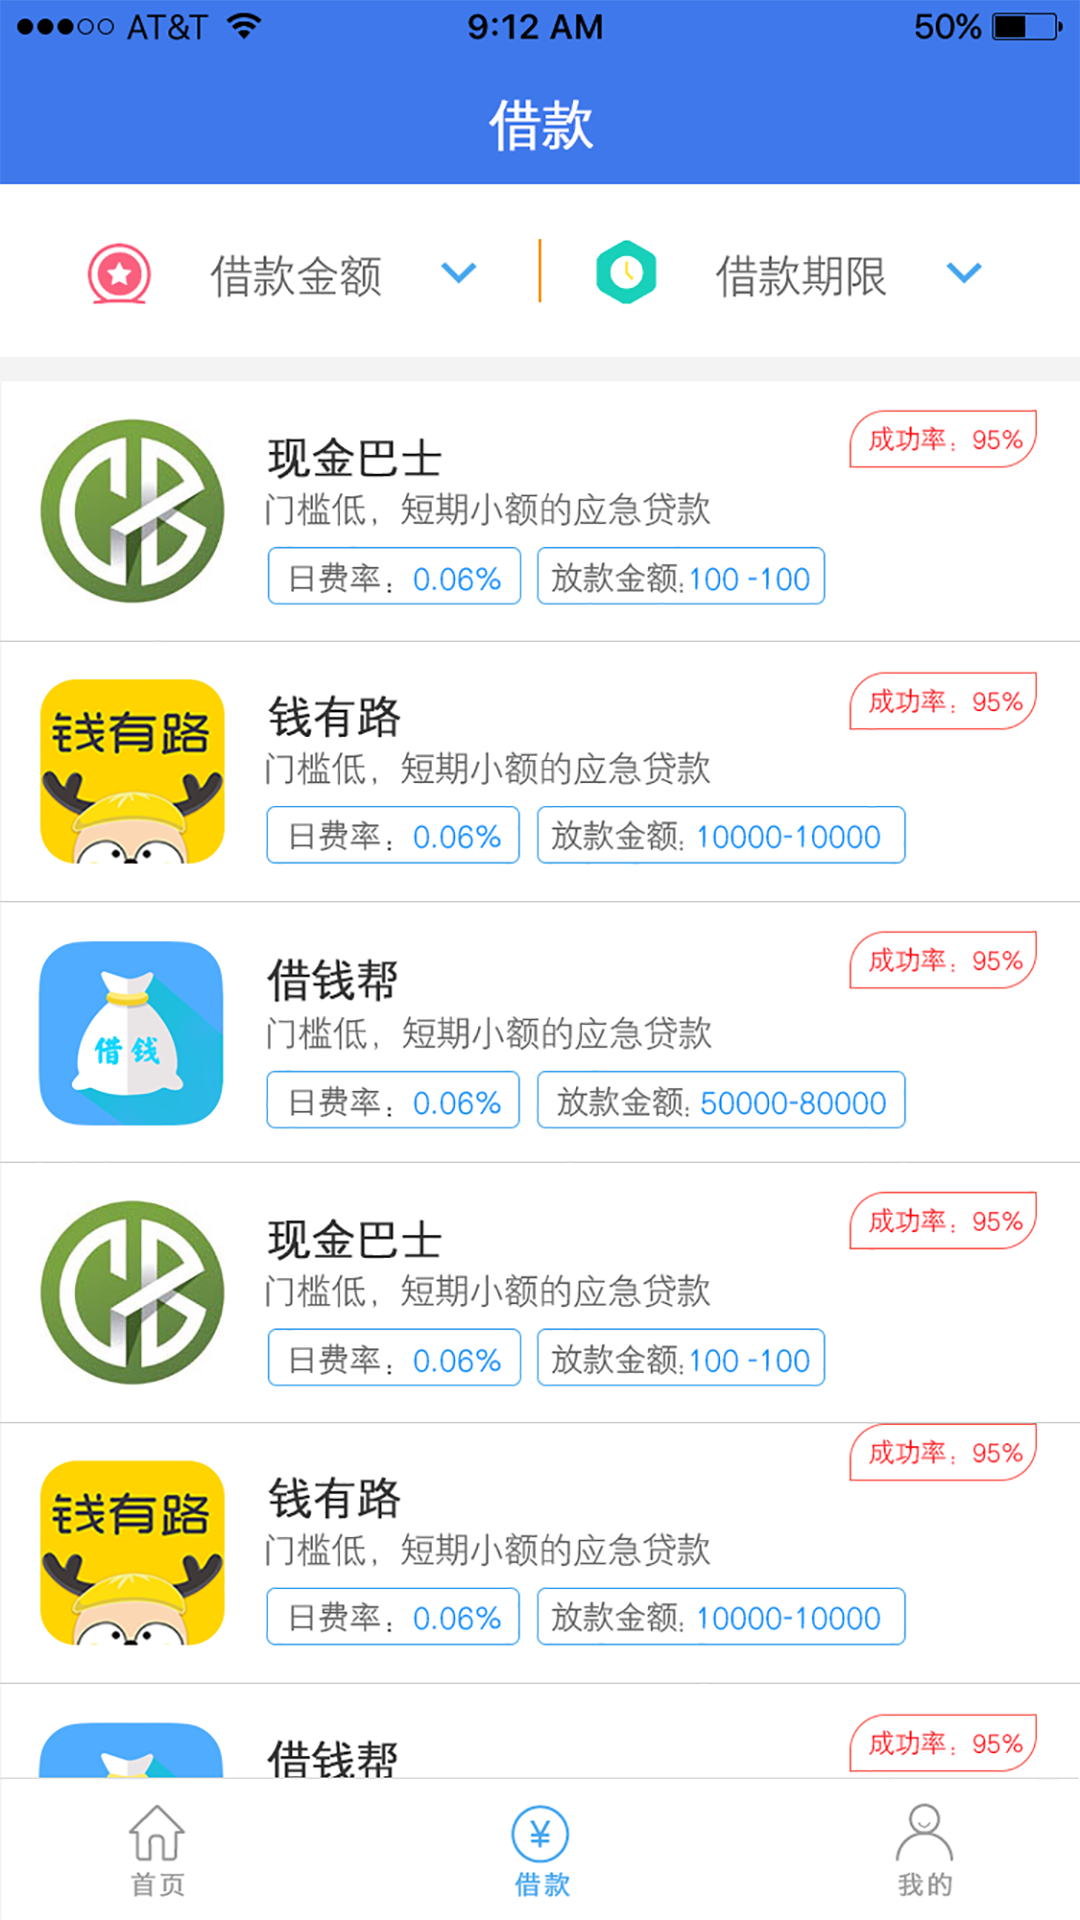 AT&T 9:12 AM 50%
借款
借款金额 借款期限
现金巴士 成功率：95%
门槛低，短期小额的应急贷款
日费率：0.06% 放款金额:100 -100
钱有路
钱有路 成功率：95%
门槛低，短期小额的应急贷款
日费率：0.06% 放款金额: 10000-10000
借钱帮 成功率：95%
借钱
门槛低，短期小额的应急贷款
日费率：0.06% 放款金额: 50000-80000
现金巴士 成功率：95%
门槛低，短期小额的应急贷款
日费率：0.06% 放款金额:100 -100
钱有路
钱有路 成功率：95%
门槛低，短期小额的应急贷款
日费率：0.06% 放款金额: 10000-10000
借钱帮 成功率：95%
首页 借款 我的